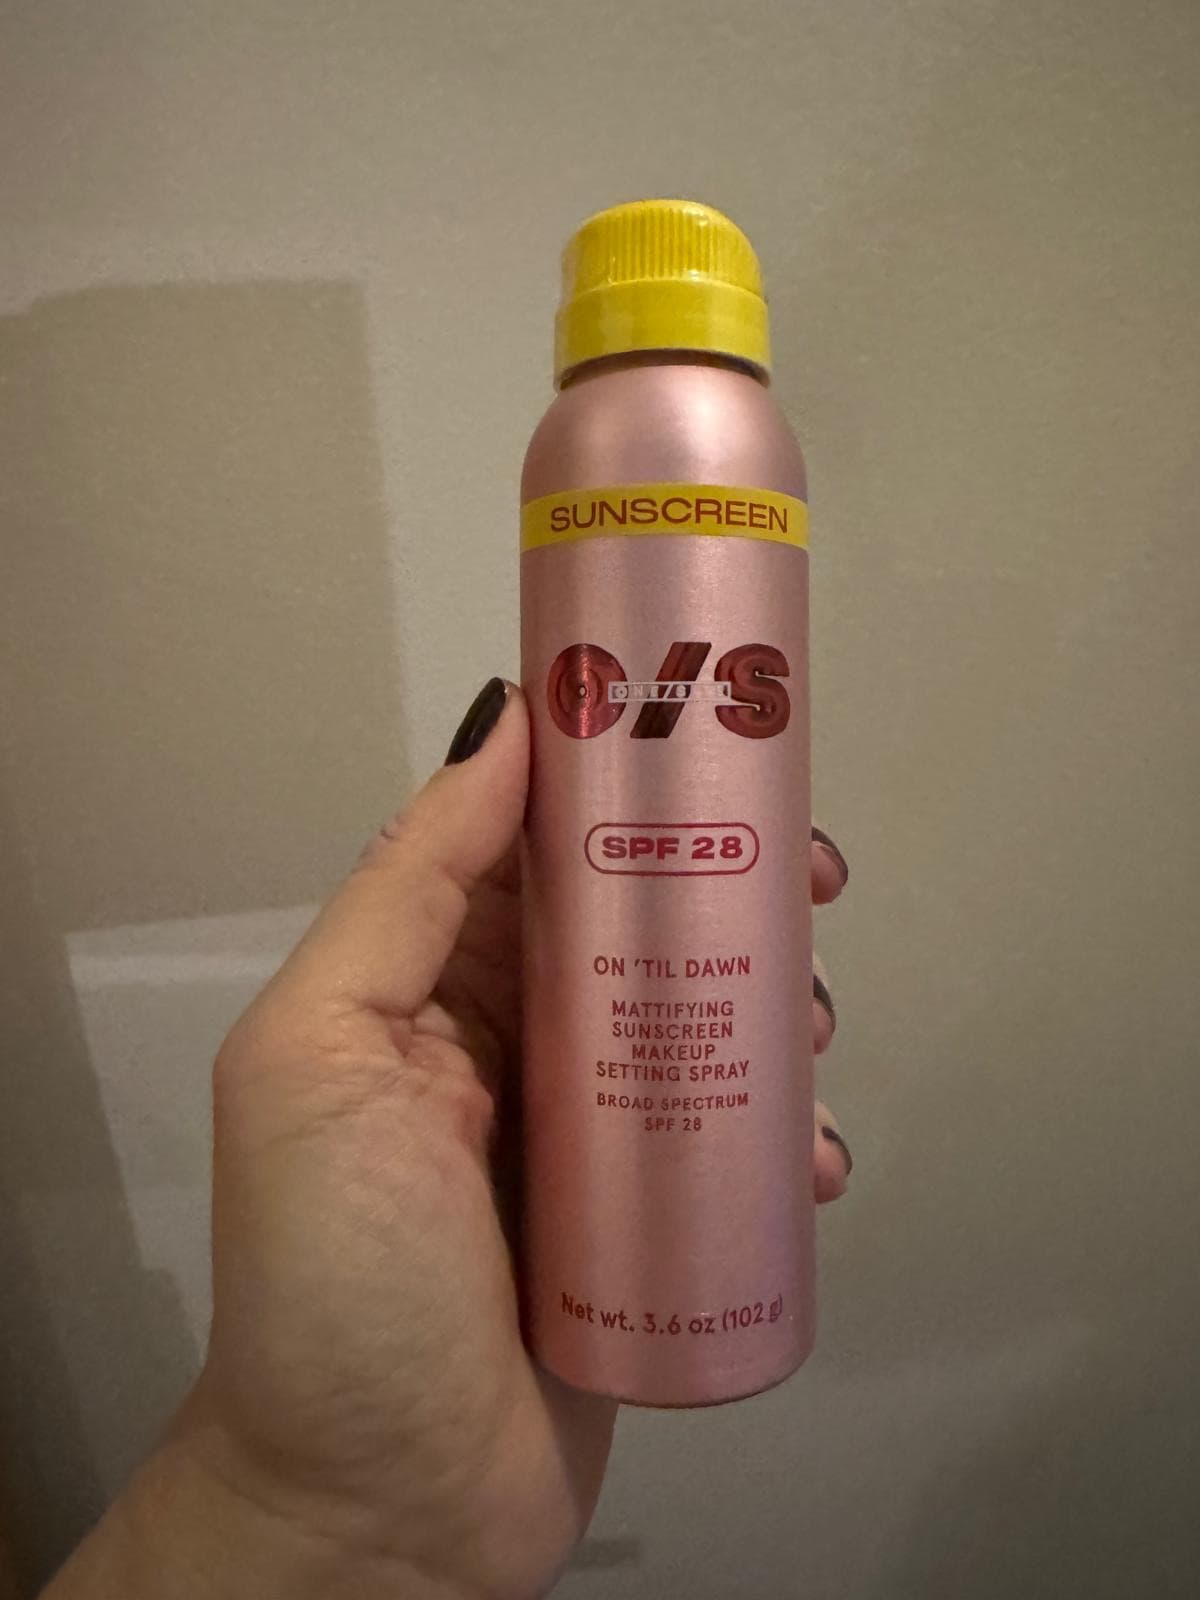 SUNSCREEN
O/S
ONE/SIZE
SPF 28
ON 'TIL DAWN
MATTIFYING
SUNSCREEN
MAKEUP
SETTING SPRAY
BROAD SPECTRUM
SPF 28
Net wt. 3.6 oz (102 g)